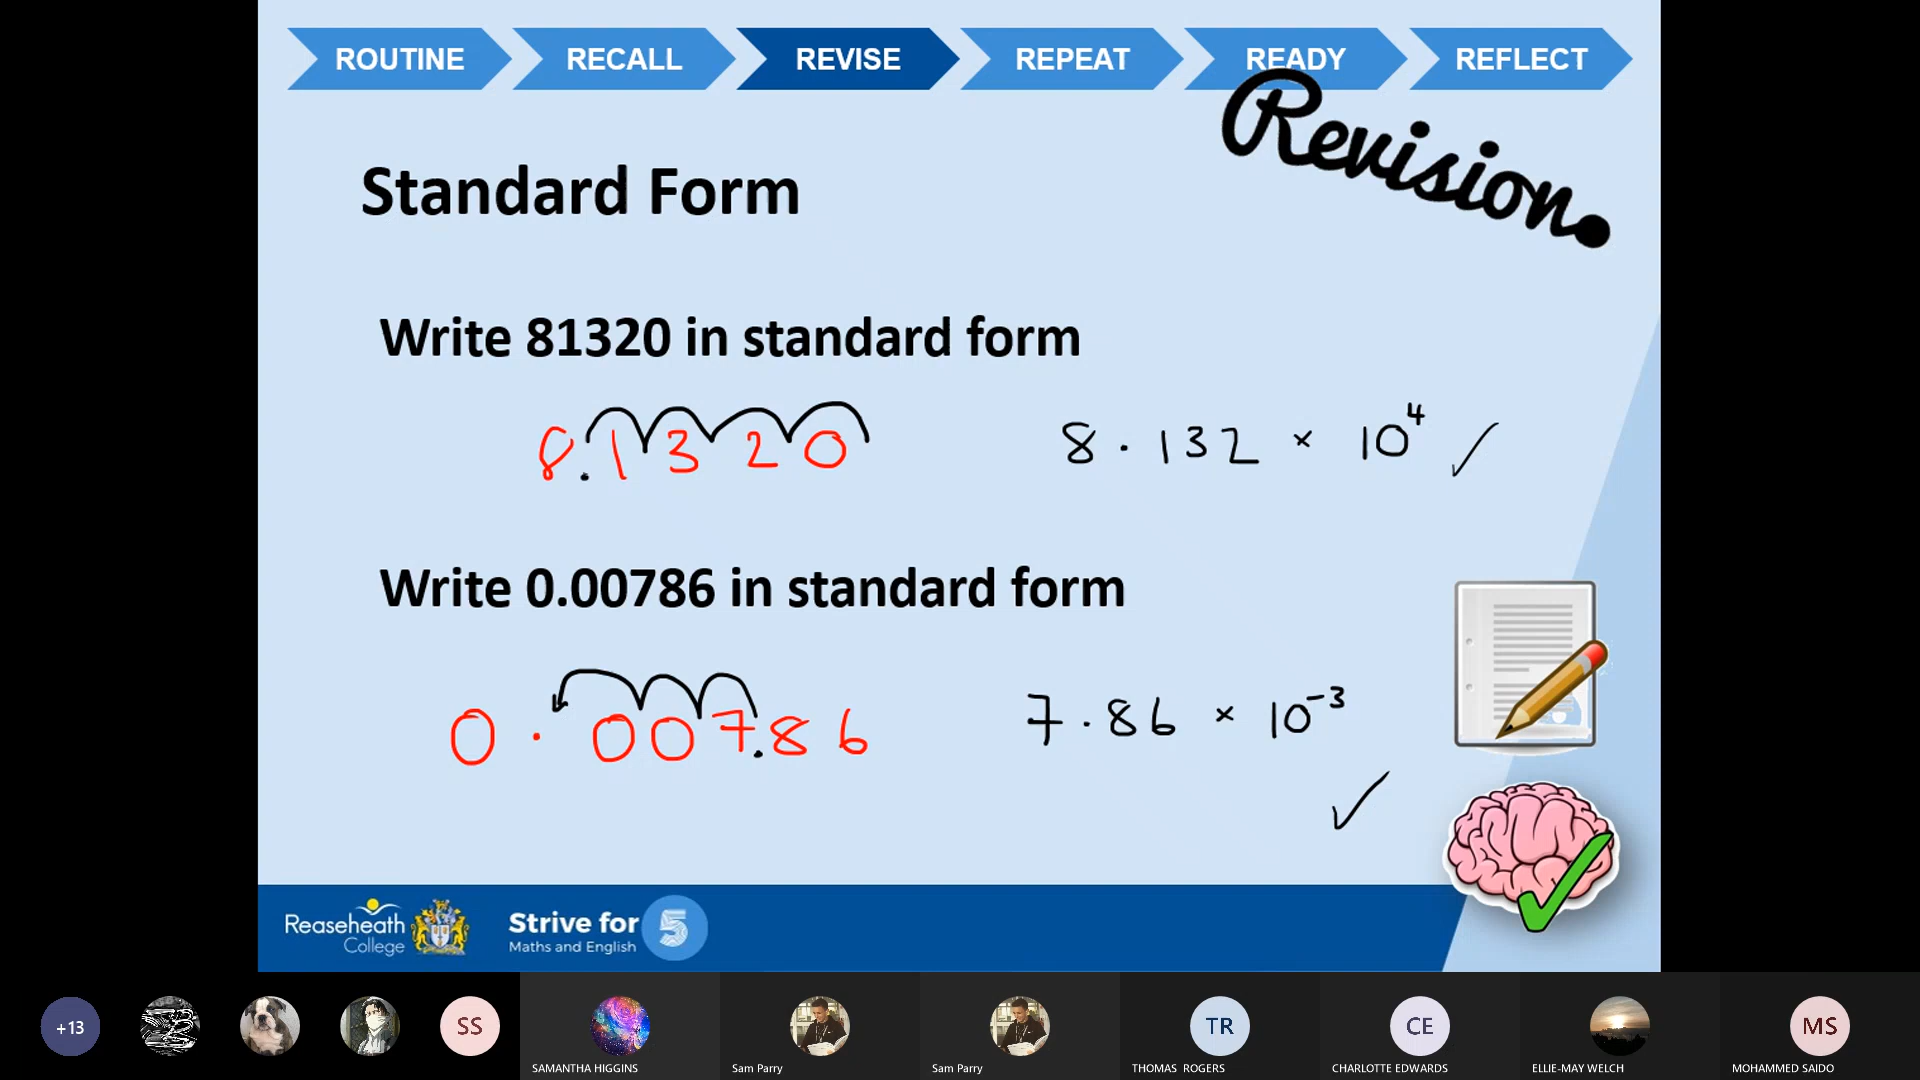 ROUTINE RECALL REVISE REPEAT READY REFLECT
Revision.
Standard Form
Write 81320 in standard form
8.1320 8.132 × 10⁴ ✓
Write 0.00786 in standard form
0.007.86 7.86 × 10⁻³
✓
Reaseheath College
Strive for 5
Maths and English
+13 SS TR CE MS
SAMANTHA HIGGINS Sam Parry Sam Parry THOMAS ROGERS CHARLOTTE EDWARDS ELLIE-MAY WELCH MOHAMMED SAIDO